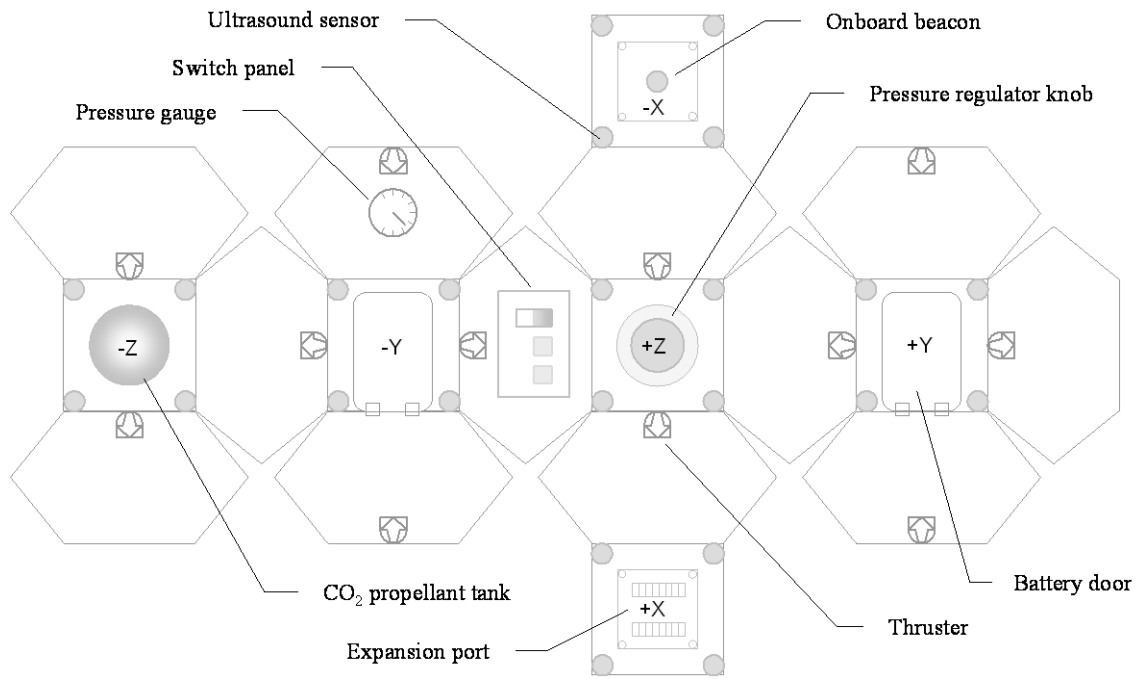 Ultrasound sensor
Onboard beacon
Switch panel
Pressure regulator knob
Pressure gauge
-X
-Z
-Y
+Z
+Y
CO₂ propellant tank
Battery door
+X
Thruster
Expansion port